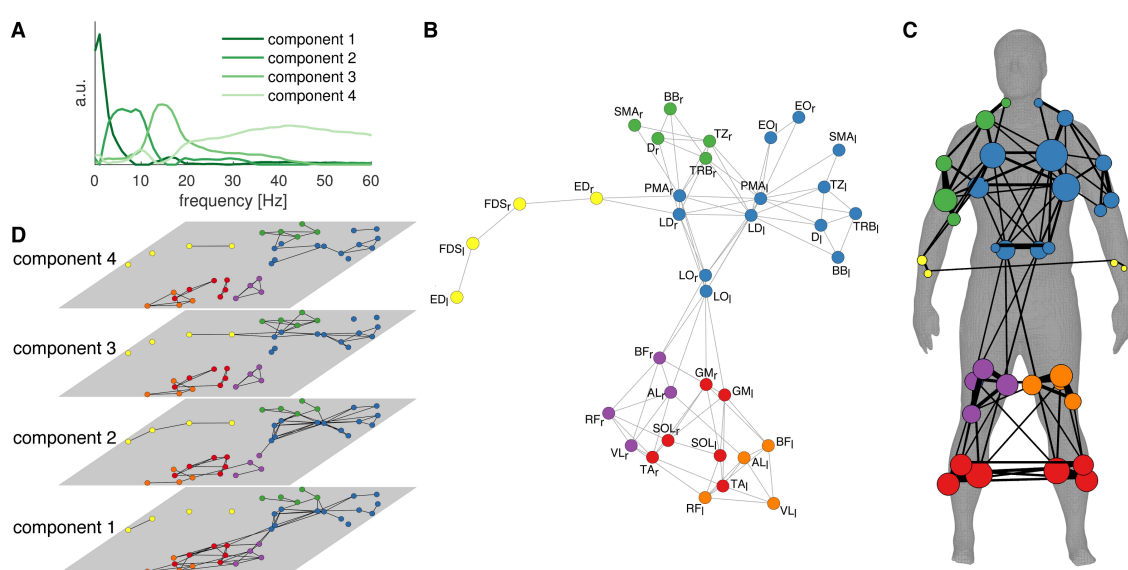 A
a.u.
component 1
component 2
component 3
component 4
0 10 20 30 40 50 60
frequency [Hz]
B
BBr
SMAr
Dr
TZr
TRBr
EOr
EOl
SMAl
PMAr
PMAl
TZl
EDr
FDSr
LDr
LDl
Dl
TRBl
BBl
FDSl
EDl
LOr
LOl
BFr
GMr
GMl
ALr
RFr
SOLr
SOLl
VLr
TAr
ALl
BFl
TAl
RFl
VLl
C
D
component 4
component 3
component 2
component 1